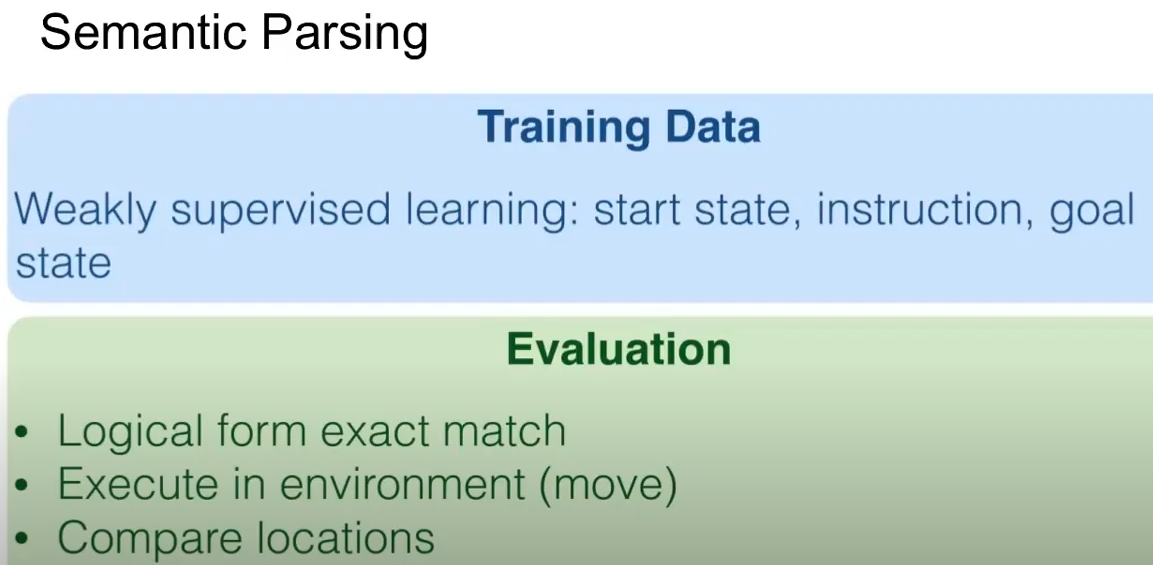 Semantic Parsing
Training Data
Weakly supervised learning: start state, instruction, goal
state
Evaluation
• Logical form exact match
• Execute in environment (move)
• Compare locations